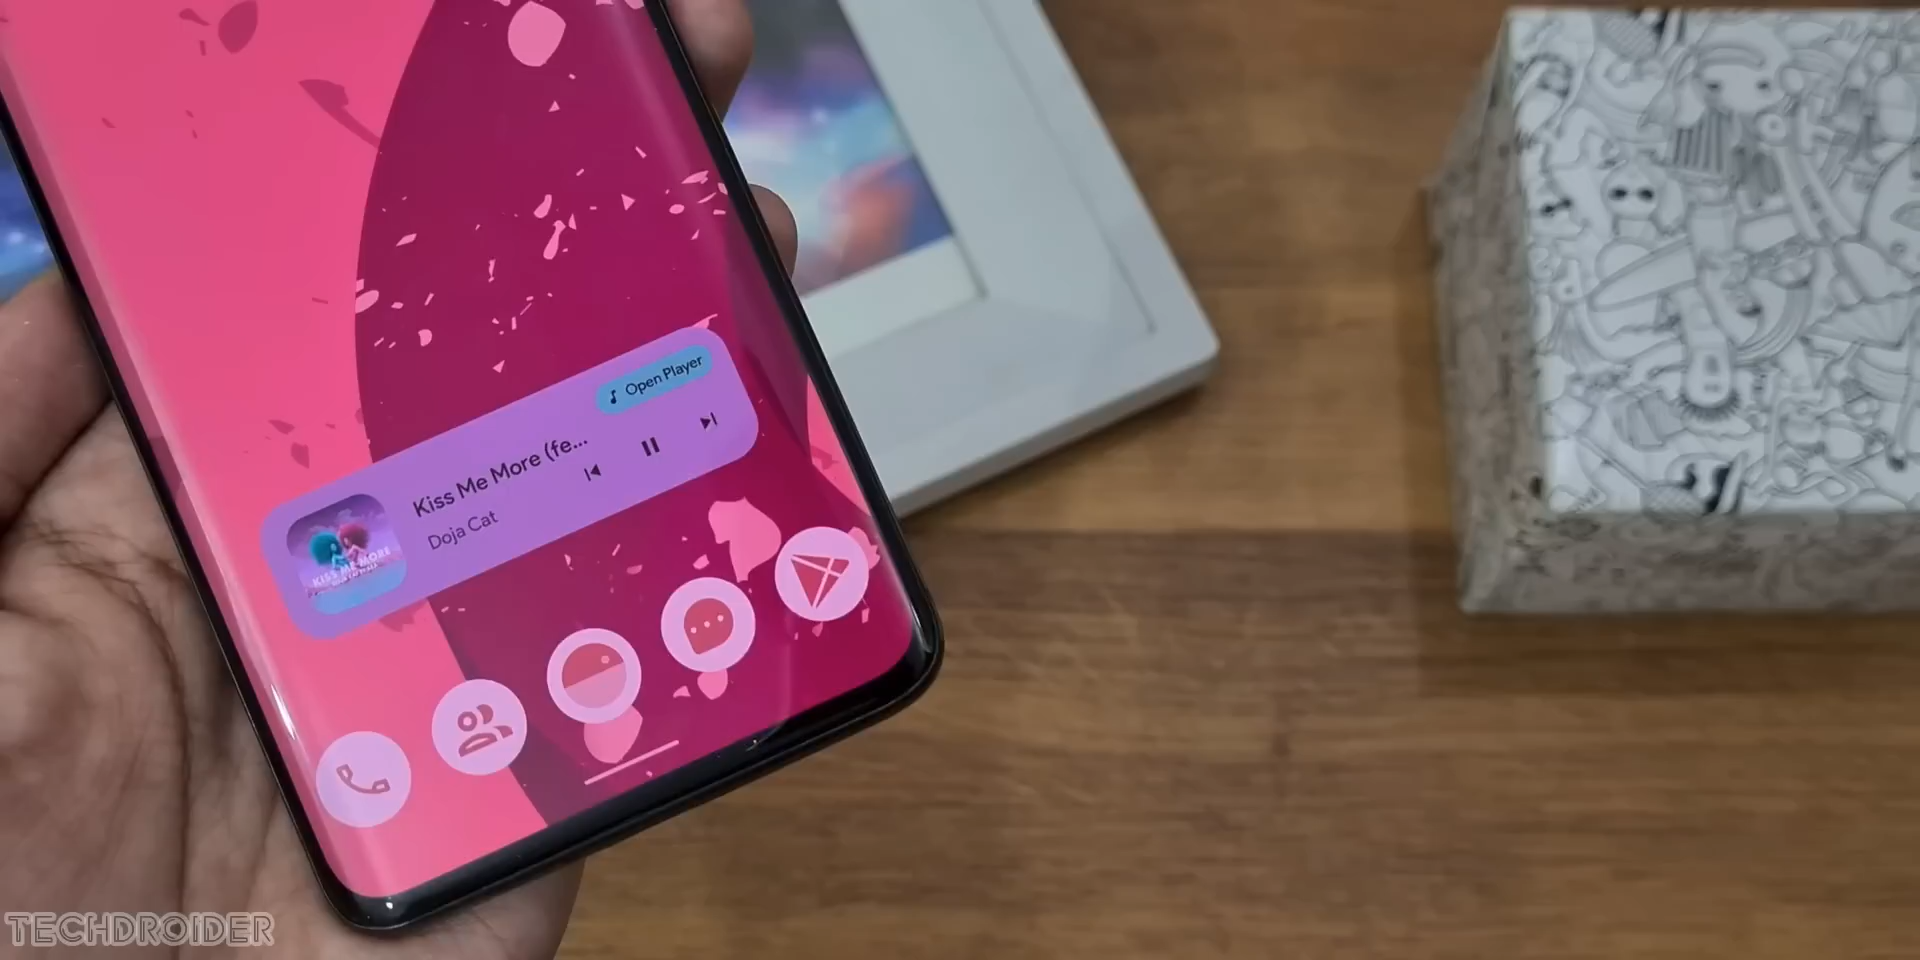 Open Player
Kiss Me More (fe...
Doja Cat
KISS ME MORE
TECHDROIDER